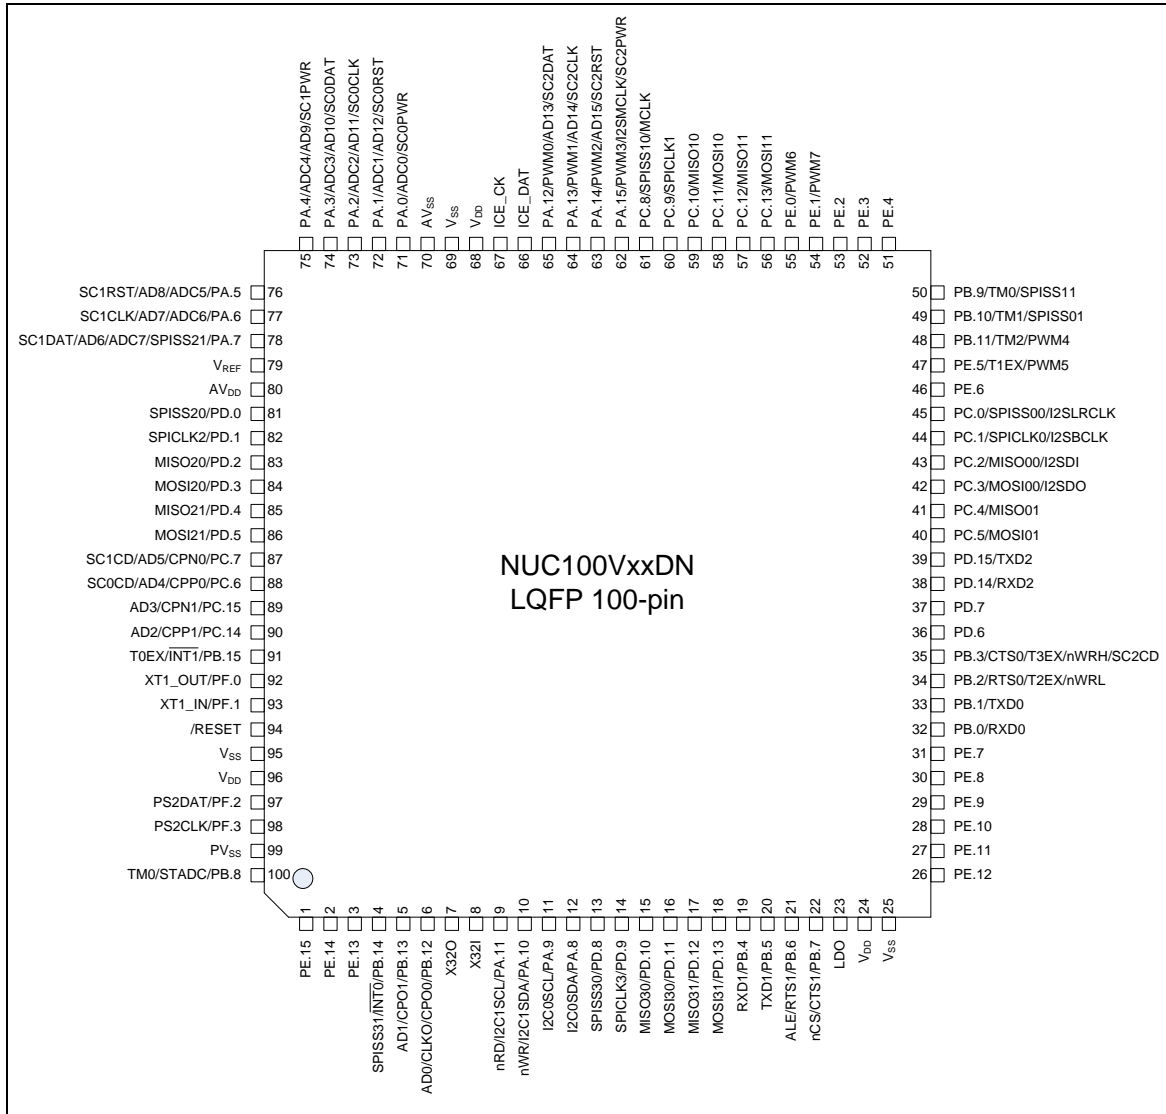 PA.4/ADC4/AD9/SC1PWR
PA.3/ADC3/AD10/SC0DAT
PA.2/ADC2/AD11/SC0CLK
PA.1/ADC1/AD12/SC0RST
PA.0/ADC0/SC0PWR
AVSS
VSS
VDD
ICE_CK
ICE_DAT
PA.12/PWM0/AD13/SC2DAT
PA.13/PWM1/AD14/SC2CLK
PA.14/PWM2/AD15/SC2RST
PA.15/PWM3/I2SMCLK/SC2PWR
PC.8/SPISS10/MCLK
PC.9/SPICLK1
PC.10/MISO10
PC.11/MOSI10
PC.12/MISO11
PC.13/MOSI11
PE.0/PWM6
PE.1/PWM7
PE.2
PE.3
PE.4
75 74 73 72 71 70 69 68 67 66 65 64 63 62 61 60 59 58 57 56 55 54 53 52 51
SC1RST/AD8/ADC5/PA.5 76
SC1CLK/AD7/ADC6/PA.6 77
SC1DAT/AD6/ADC7/SPISS21/PA.7 78
VREF 79
AVDD 80
SPISS20/PD.0 81
SPICLK2/PD.1 82
MISO20/PD.2 83
MOSI20/PD.3 84
MISO21/PD.4 85
MOSI21/PD.5 86
SC1CD/AD5/CPN0/PC.7 87
SC0CD/AD4/CPP0/PC.6 88
AD3/CPN1/PC.15 89
AD2/CPP1/PC.14 90
T0EX/INT1/PB.15 91
XT1_OUT/PF.0 92
XT1_IN/PF.1 93
/RESET 94
VSS 95
VDD 96
PS2DAT/PF.2 97
PS2CLK/PF.3 98
PVSS 99
TM0/STADC/PB.8 100
NUC100VxxDN
LQFP 100-pin
50 PB.9/TM0/SPISS11
49 PB.10/TM1/SPISS01
48 PB.11/TM2/PWM4
47 PE.5/T1EX/PWM5
46 PE.6
45 PC.0/SPISS00/I2SLRCLK
44 PC.1/SPICLK0/I2SBCLK
43 PC.2/MISO00/I2SDI
42 PC.3/MOSI00/I2SDO
41 PC.4/MISO01
40 PC.5/MOSI01
39 PD.15/TXD2
38 PD.14/RXD2
37 PD.7
36 PD.6
35 PB.3/CTS0/T3EX/nWRH/SC2CD
34 PB.2/RTS0/T2EX/nWRL
33 PB.1/TXD0
32 PB.0/RXD0
31 PE.7
30 PE.8
29 PE.9
28 PE.10
27 PE.11
26 PE.12
1 2 3 4 5 6 7 8 9 10 11 12 13 14 15 16 17 18 19 20 21 22 23 24 25
PE.15
PE.14
PE.13
SPISS31/INT0/PB.14
AD1/CPO1/PB.13
AD0/CLKO/CPO0/PB.12
X32O
X32I
nRD/I2C1SCL/PA.11
nWR/I2C1SDA/PA.10
I2C0SCL/PA.9
I2C0SDA/PA.8
SPISS30/PD.8
SPICLK3/PD.9
MISO30/PD.10
MOSI30/PD.11
MISO31/PD.12
MOSI31/PD.13
RXD1/PB.4
TXD1/PB.5
ALE/RTS1/PB.6
nCS/CTS1/PB.7
LDO
VDD
VSS